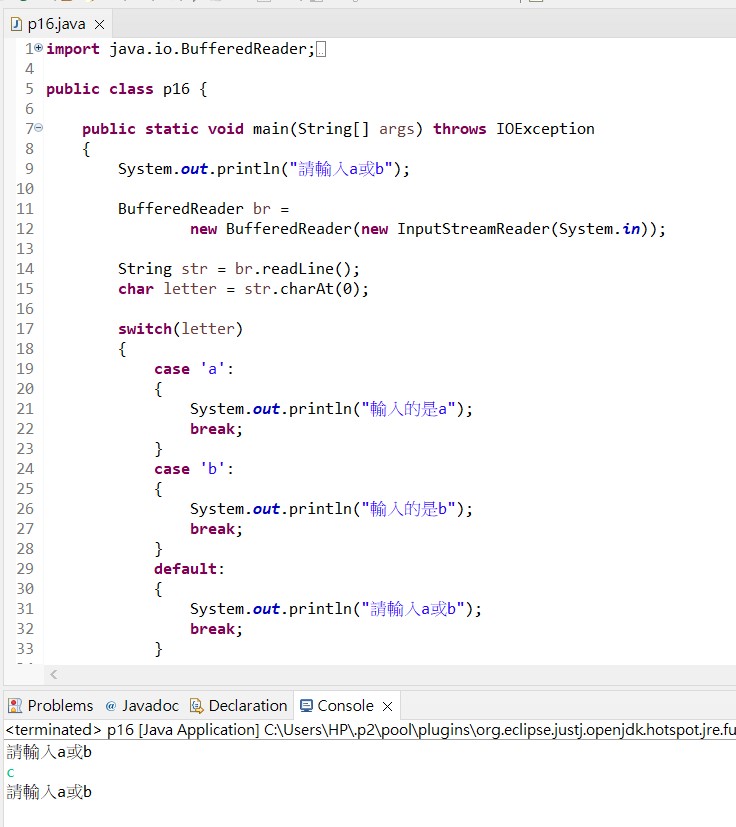 p16.java
1 import java.io.BufferedReader;
4
5 public class p16 {
6
7     public static void main(String[] args) throws IOException
8     {
9         System.out.println("請輸入a或b");
10
11         BufferedReader br =
12                 new BufferedReader(new InputStreamReader(System.in));
13
14         String str = br.readLine();
15         char letter = str.charAt(0);
16
17         switch(letter)
18         {
19             case 'a':
20             {
21                 System.out.println("輸入的是a");
22                 break;
23             }
24             case 'b':
25             {
26                 System.out.println("輸入的是b");
27                 break;
28             }
29             default:
30             {
31                 System.out.println("請輸入a或b");
32                 break;
33             }
Problems @ Javadoc Declaration Console
<terminated> p16 [Java Application] C:\Users\HP\.p2\pool\plugins\org.eclipse.justj.openjdk.hotspot.jre.fu
請輸入a或b
c
請輸入a或b